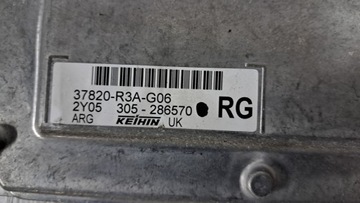 37820-R3A-G06
2Y05 305-286570 RG
ARG KEIHIN UK